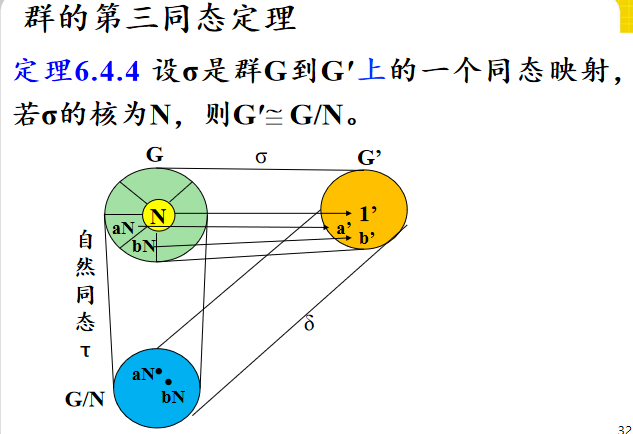 群的第三同态定理
定理6.4.4 设σ是群G到G′上的一个同态映射，
若σ的核为N，则G′≌G/N。
G
σ
G’
N
1’
aN
a’
bN
b’
自然同态τ
δ
aN
bN
G/N
32